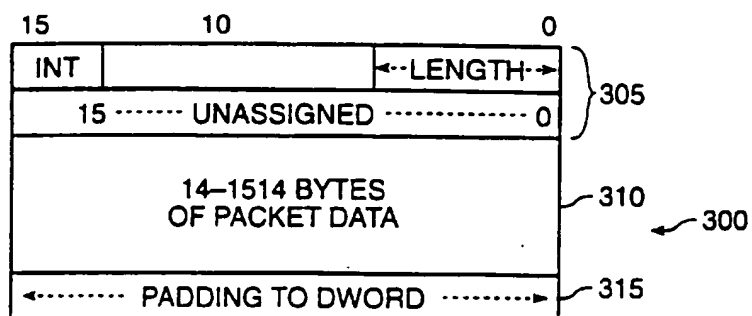 15 10 0
INT LENGTH
305
15 UNASSIGNED 0
14–1514 BYTES
OF PACKET DATA
310
300
PADDING TO DWORD
315